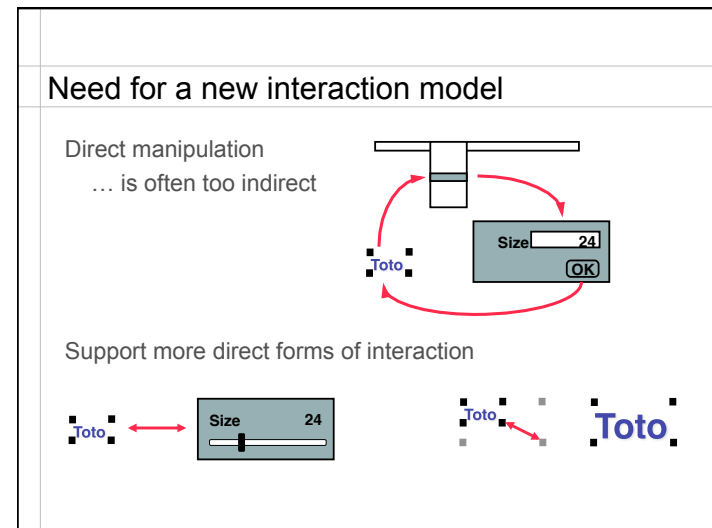 Need for a new interaction model
Direct manipulation
… is often too indirect
Size 24
OK
Toto
Support more direct forms of interaction
Toto
Size 24
Toto
Toto